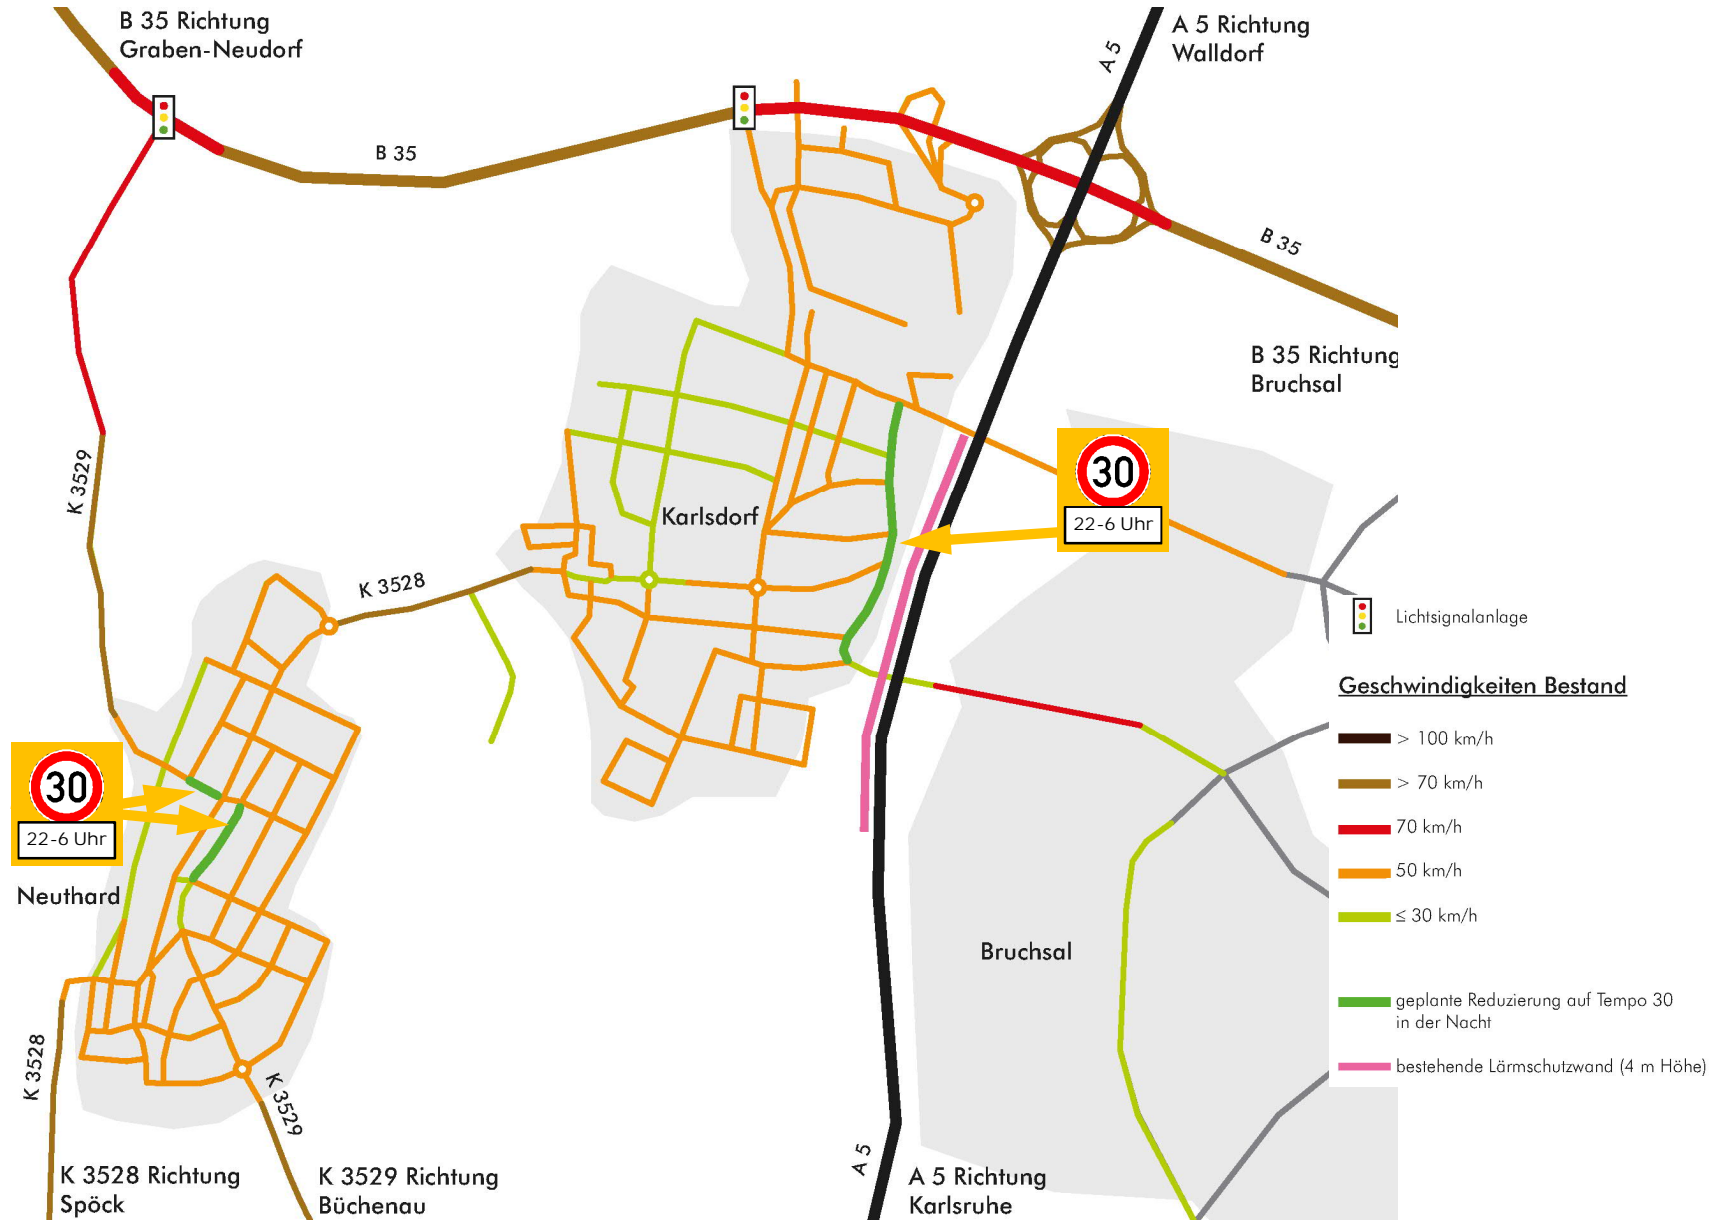 B 35 Richtung
Graben-Neudorf
A 5 Richtung
Walldorf
A 5
B 35
B 35
B 35 Richtung
Bruchsal
K 3529
30
22-6 Uhr
Karlsdorf
K 3528
Lichtsignalanlage
Geschwindigkeiten Bestand
> 100 km/h
> 70 km/h
70 km/h
50 km/h
≤ 30 km/h
geplante Reduzierung auf Tempo 30
in der Nacht
bestehende Lärmschutzwand (4 m Höhe)
30
22-6 Uhr
Neuthard
Bruchsal
K 3528
K 3529
A 5
K 3528 Richtung
Spöck
K 3529 Richtung
Büchenau
A 5 Richtung
Karlsruhe